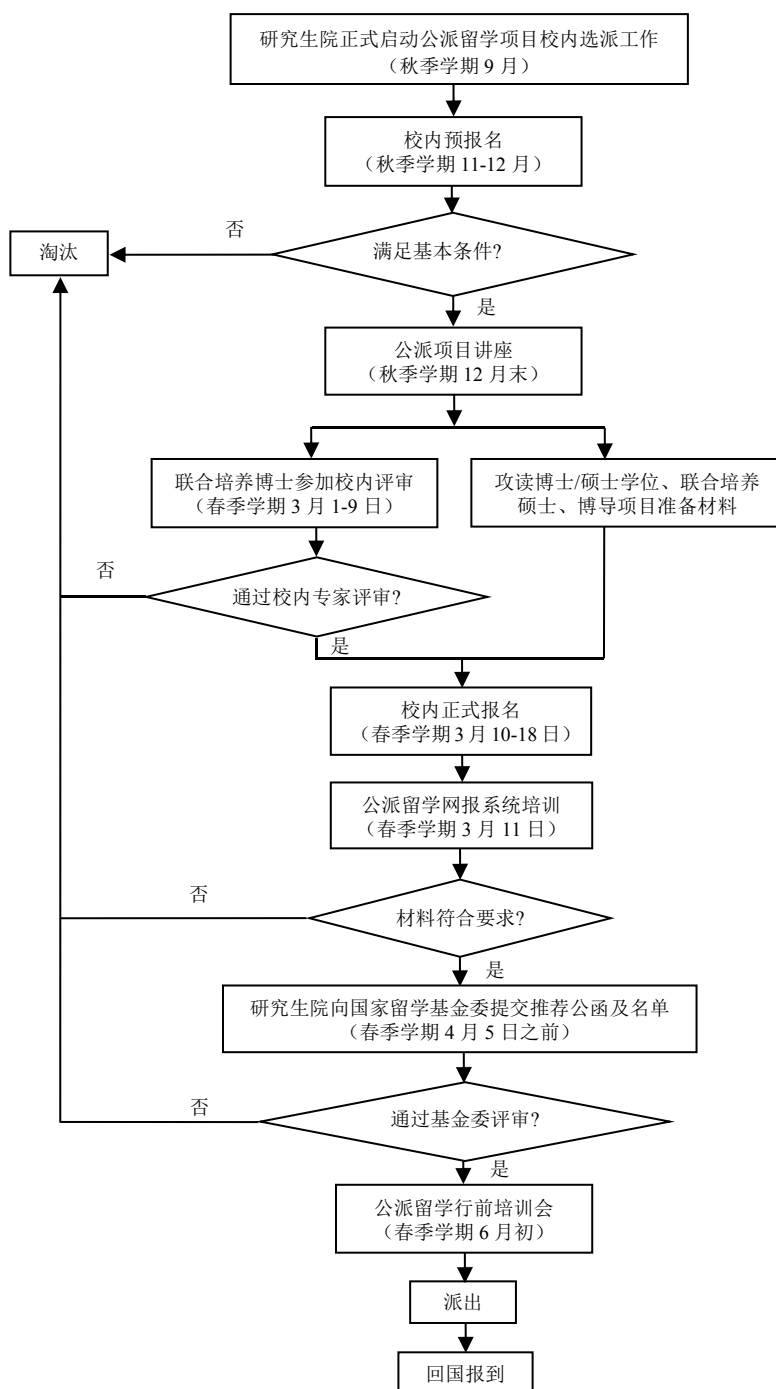 研究生院正式启动公派留学项目校内选派工作
（秋季学期 9 月）
校内预报名
（秋季学期 11-12 月）
否
淘汰
满足基本条件?
是
公派项目讲座
（秋季学期 12 月末）
联合培养博士参加校内评审
（春季学期 3 月 1-9 日）
攻读博士/硕士学位、联合培养
硕士、博导项目准备材料
否
通过校内专家评审?
是
校内正式报名
（春季学期 3 月 10-18 日）
公派留学网报系统培训
（春季学期 3 月 11 日）
否
材料符合要求?
是
研究生院向国家留学基金委提交推荐公函及名单
（春季学期 4 月 5 日之前）
否
通过基金委评审?
是
公派留学行前培训会
（春季学期 6 月初）
派出
回国报到